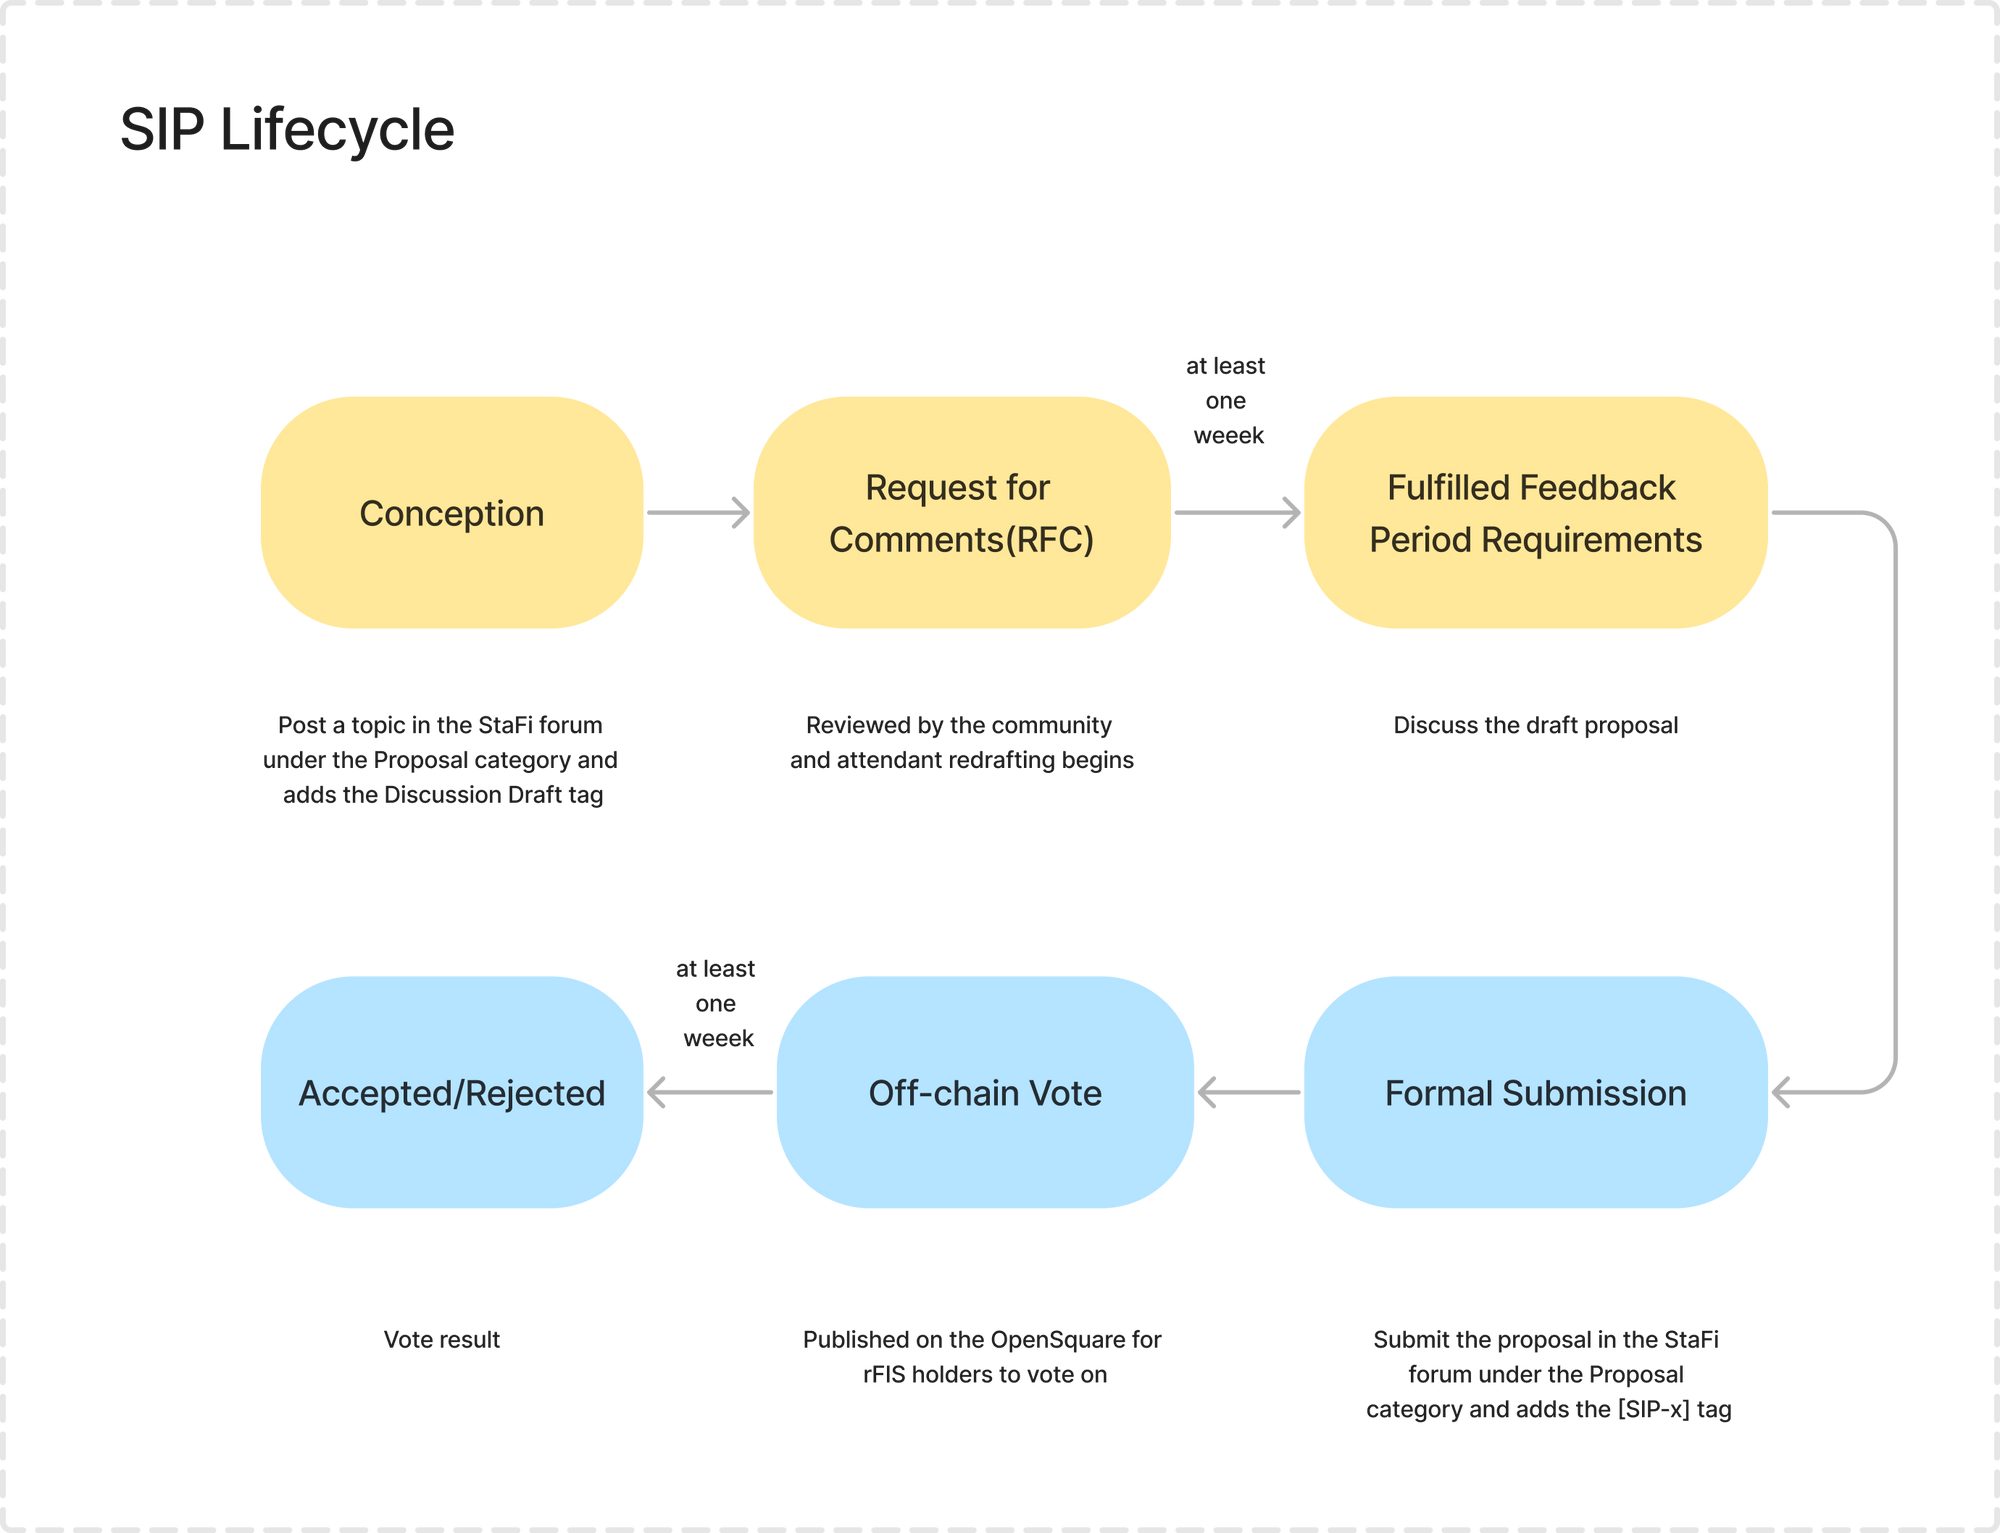 SIP Lifecycle
at least
one
weeek
Conception
Request for
Comments(RFC)
Fulfilled Feedback
Period Requirements
Post a topic in the StaFi forum
under the Proposal category and
adds the Discussion Draft tag
Reviewed by the community
and attendant redrafting begins
Discuss the draft proposal
at least
one
weeek
Accepted/Rejected
Off-chain Vote
Formal Submission
Vote result
Published on the OpenSquare for
rFIS holders to vote on
Submit the proposal in the StaFi
forum under the Proposal
category and adds the [SIP-x] tag